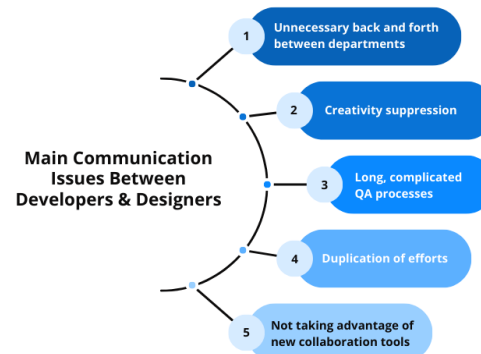 Main Communication
Issues Between
Developers & Designers
1
Unnecessary back and forth
between departments
2
Creativity suppression
3
Long, complicated
QA processes
4
Duplication of efforts
5
Not taking advantage of
new collaboration tools